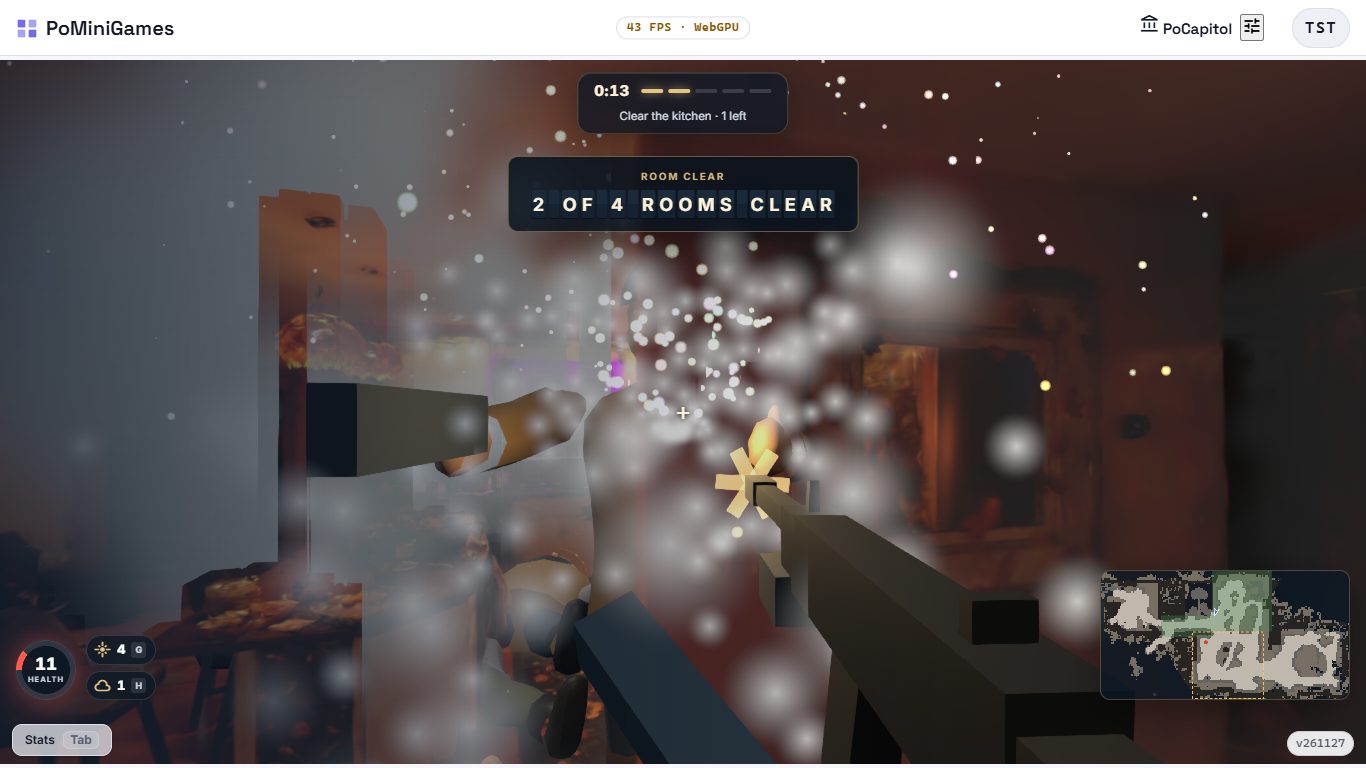 PoMiniGames
43 FPS · WebGPU
PoCapitol
TST
0:13
Clear the kitchen · 1 left
ROOM CLEAR
2 OF 4 ROOMS CLEAR
11
HEALTH
4 G
1 H
Stats Tab
v261127